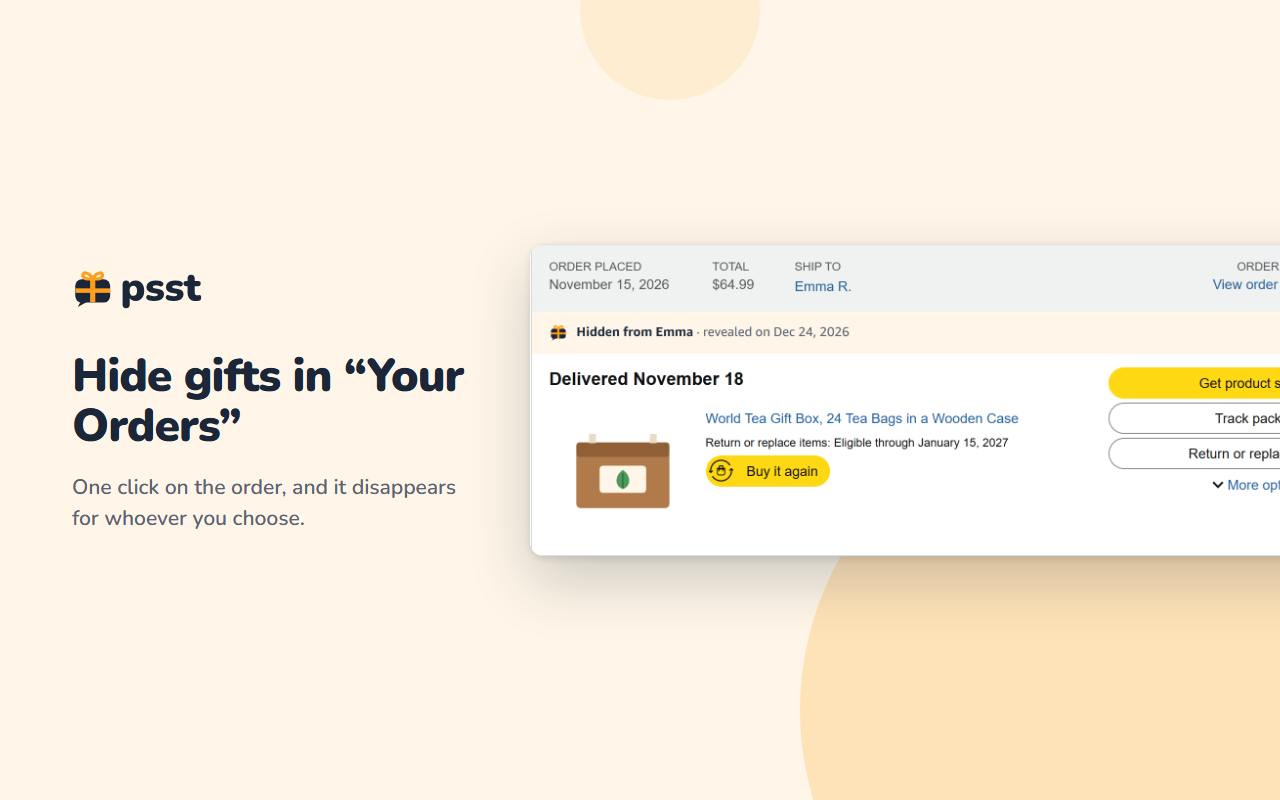 psst
Hide gifts in “Your
Orders”
One click on the order, and it disappears
for whoever you choose.
ORDER PLACED
November 15, 2026
TOTAL
$64.99
SHIP TO
Emma R.
ORDER
View order
Hidden from Emma · revealed on Dec 24, 2026
Delivered November 18
World Tea Gift Box, 24 Tea Bags in a Wooden Case
Return or replace items: Eligible through January 15, 2027
Buy it again
Get product s
Track pack
Return or repla
More opt